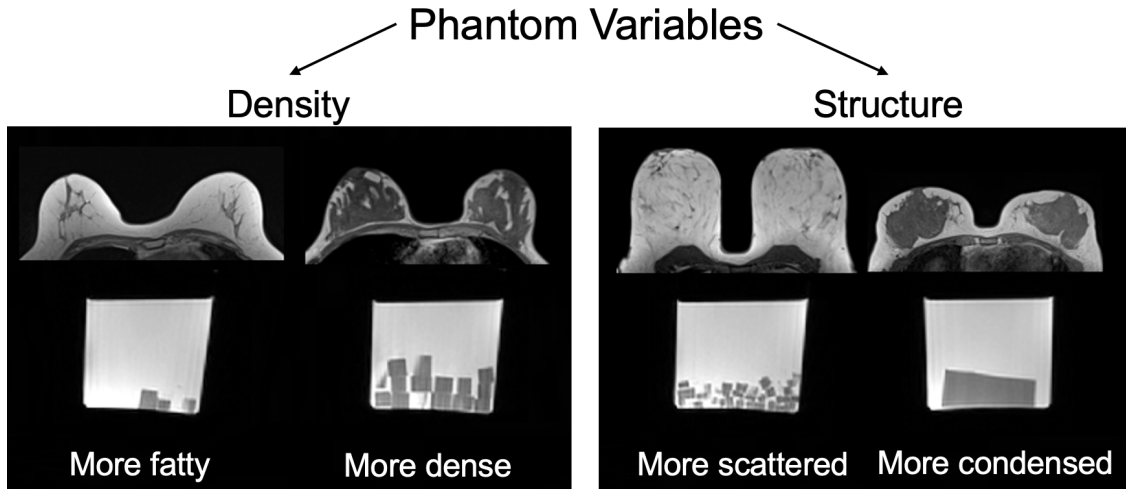 Phantom Variables
Density
Structure
More fatty
More dense
More scattered
More condensed